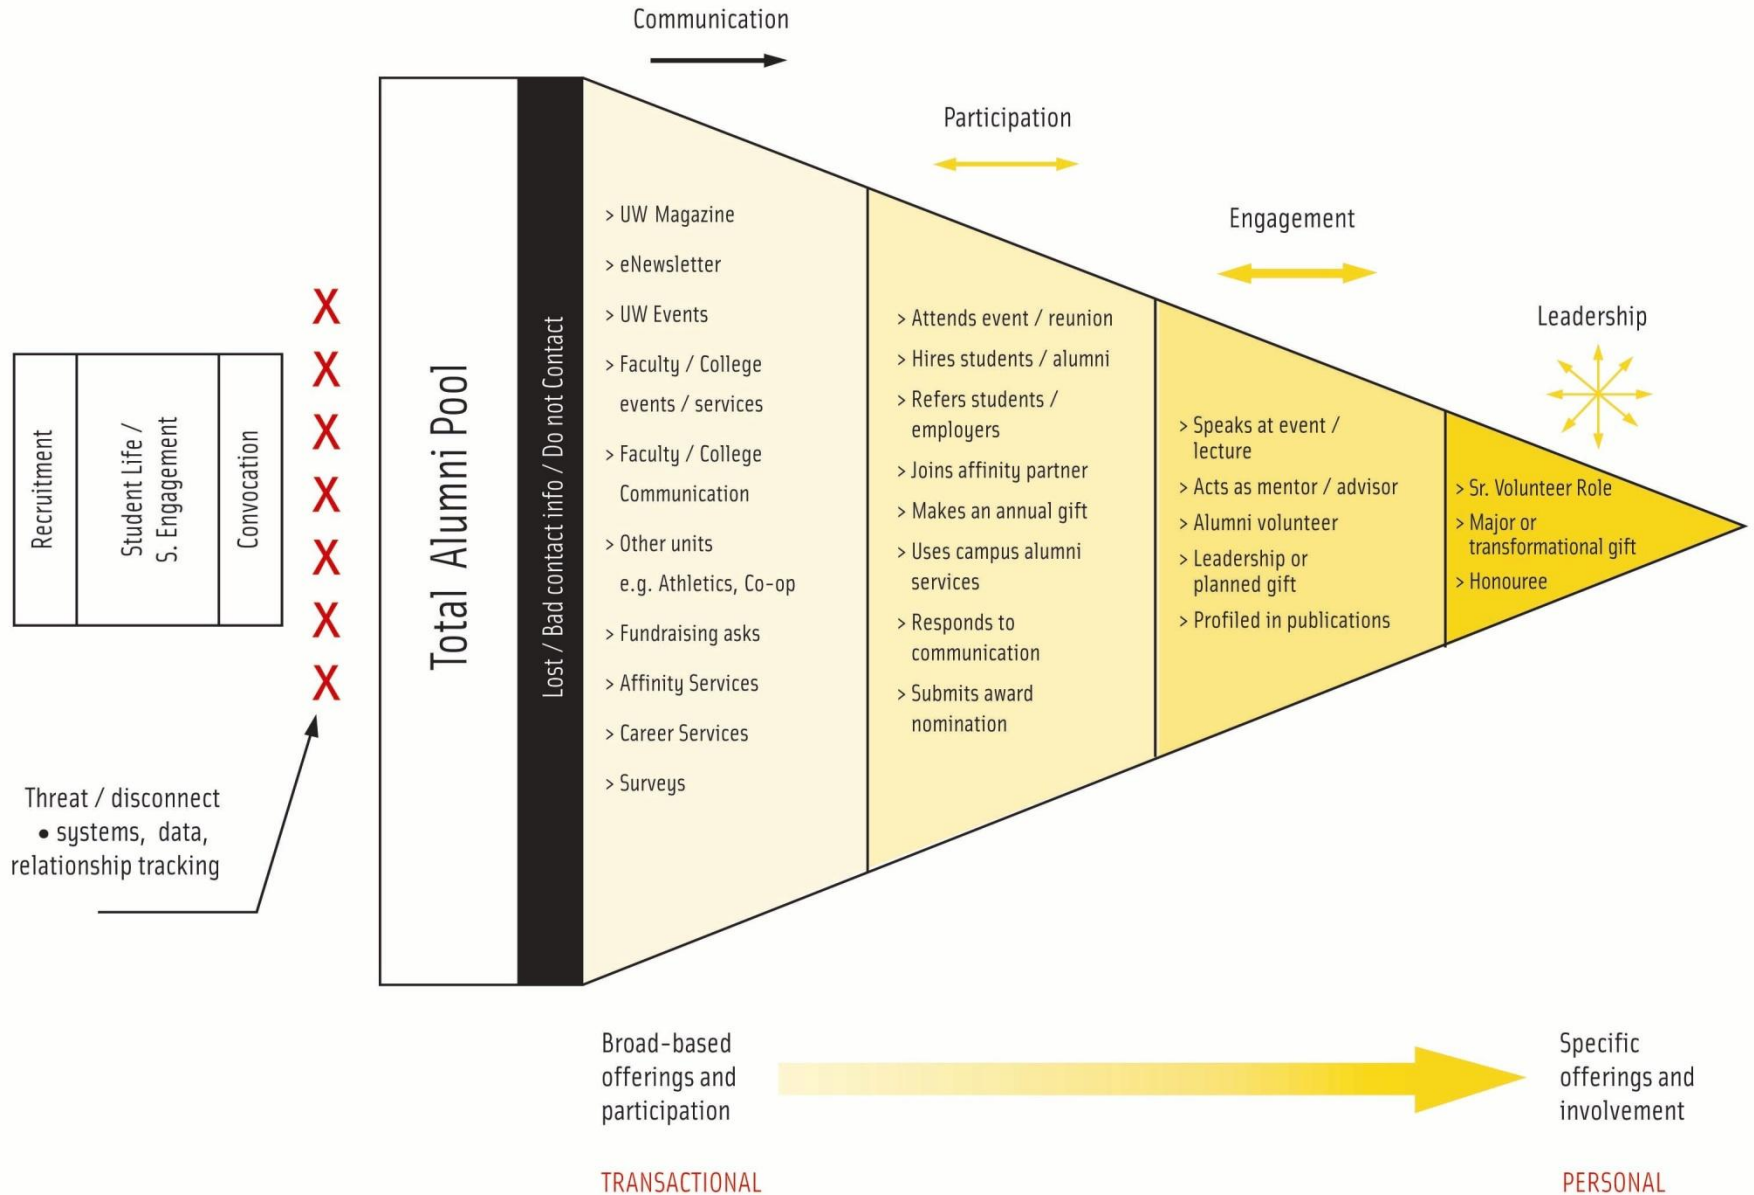 Communication
Participation
Engagement
Leadership
Recruitment
Student Life /
S. Engagement
Convocation
X
X
X
X
X
X
X
Threat / disconnect
• systems, data,
relationship tracking
Total Alumni Pool
Lost / Bad contact info / Do not Contact
> UW Magazine
> eNewsletter
> UW Events
> Faculty / College
events / services
> Faculty / College
Communication
> Other units
e.g. Athletics, Co-op
> Fundraising asks
> Affinity Services
> Career Services
> Surveys
> Attends event / reunion
> Hires students / alumni
> Refers students /
employers
> Joins affinity partner
> Makes an annual gift
> Uses campus alumni
services
> Responds to
communication
> Submits award
nomination
> Speaks at event /
lecture
> Acts as mentor / advisor
> Alumni volunteer
> Leadership or
planned gift
> Profiled in publications
> Sr. Volunteer Role
> Major or
transformational gift
> Honouree
Broad-based
offerings and
participation
Specific
offerings and
involvement
TRANSACTIONAL
PERSONAL